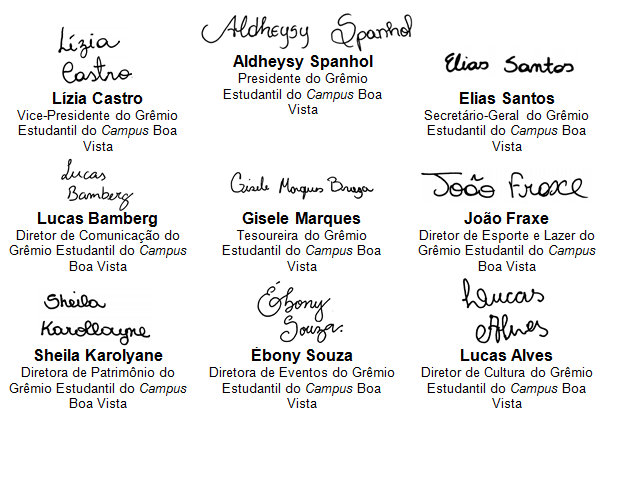 Lízia
Castro
Lízia Castro
Vice-Presidente do Grêmio
Estudantil do Campus Boa
Vista
Aldheysy Spanhol
Aldheysy Spanhol
Presidente do Grêmio
Estudantil do Campus Boa
Vista
Elias Santos
Elias Santos
Secretário-Geral do Grêmio
Estudantil do Campus Boa
Vista
Lucas
Bamberg
Lucas Bamberg
Diretor de Comunicação do
Grêmio Estudantil do Campus
Boa Vista
Gisele Marques Braga
Gisele Marques
Tesoureira do Grêmio
Estudantil do Campus Boa
Vista
João Fraxe
João Fraxe
Diretor de Esporte e Lazer do
Grêmio Estudantil do Campus
Boa Vista
Sheila
Karollayne
Sheila Karolyane
Diretora de Patrimônio do
Grêmio Estudantil do Campus
Boa Vista
Ébony
Souza.
Ébony Souza
Diretora de Eventos do Grêmio
Estudantil do Campus Boa
Vista
Lucas
Alves
Lucas Alves
Diretor de Cultura do Grêmio
Estudantil do Campus Boa
Vista